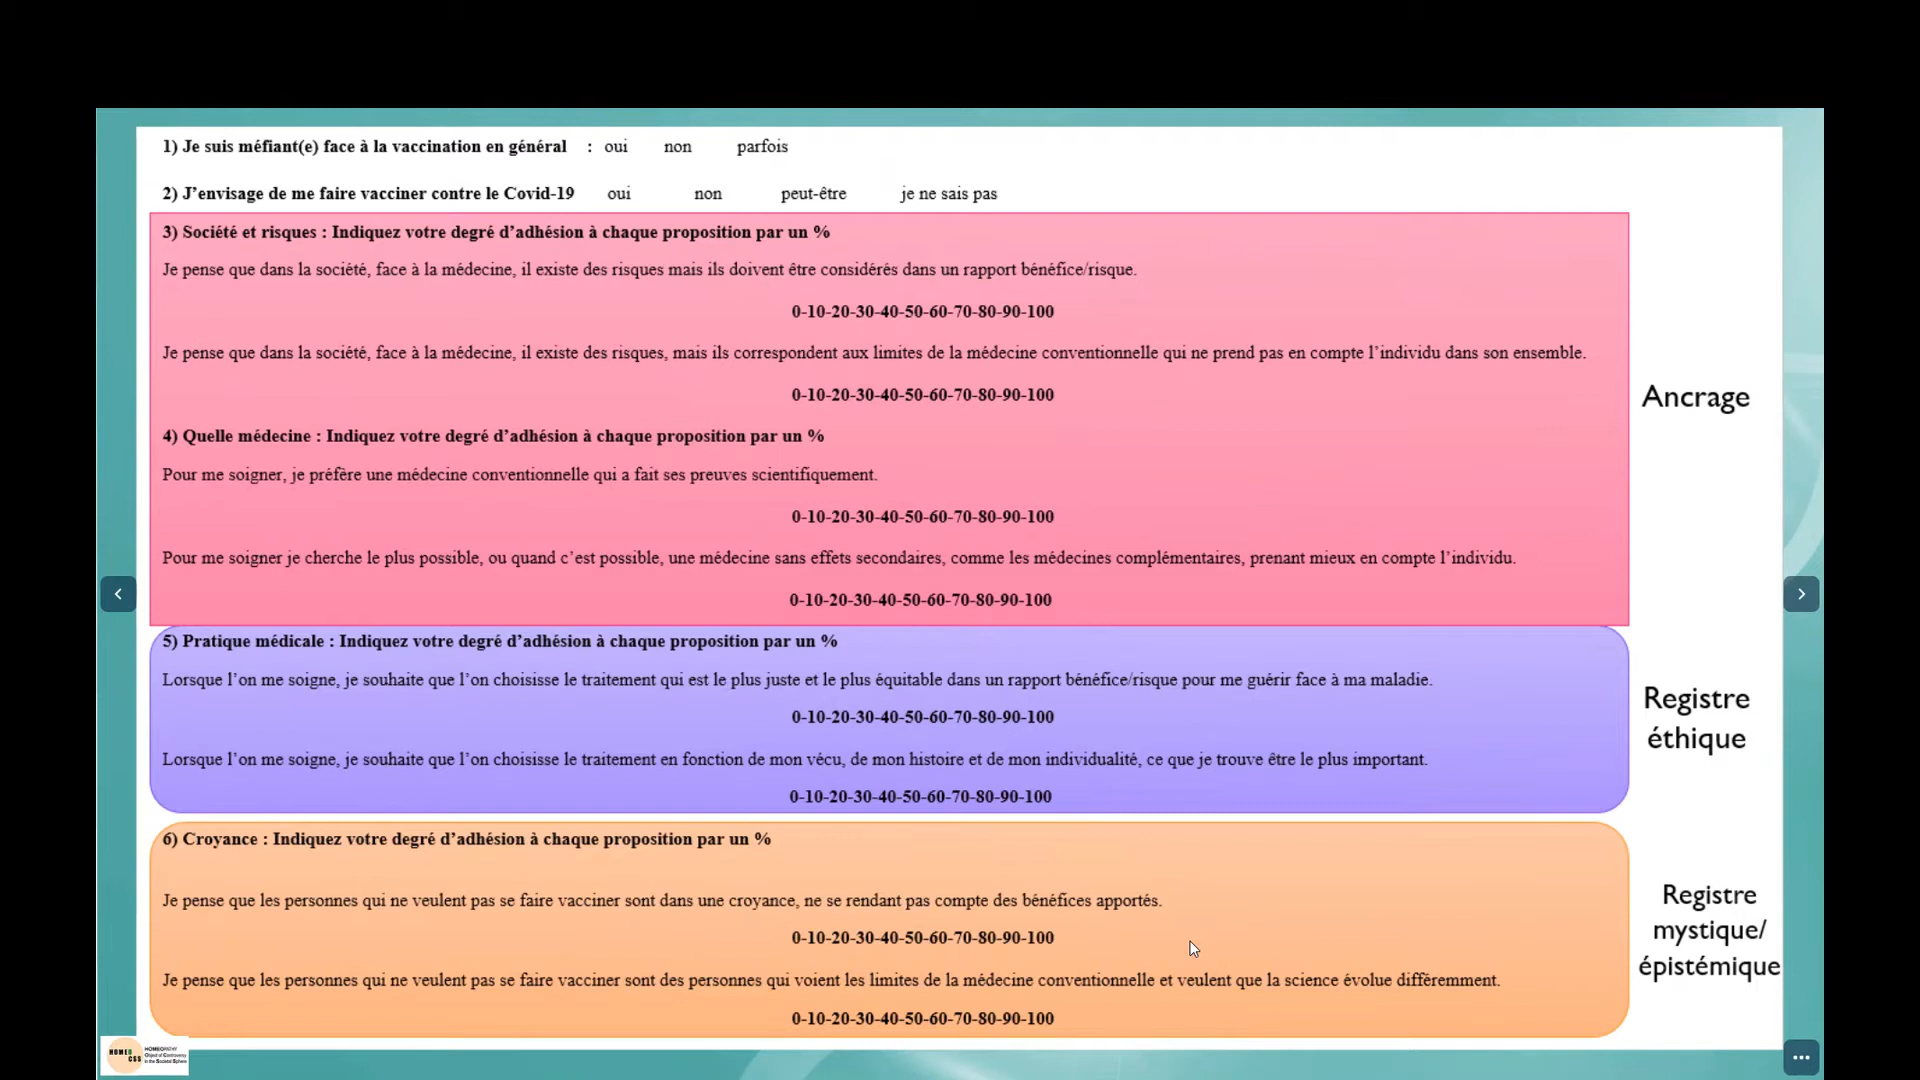 1) Je suis méfiant(e) face à la vaccination en général : oui non parfois
2) J’envisage de me faire vacciner contre le Covid-19 oui non peut-être je ne sais pas
3) Société et risques : Indiquez votre degré d’adhésion à chaque proposition par un %
Je pense que dans la société, face à la médecine, il existe des risques mais ils doivent être considérés dans un rapport bénéfice/risque.
0-10-20-30-40-50-60-70-80-90-100
Je pense que dans la société, face à la médecine, il existe des risques, mais ils correspondent aux limites de la médecine conventionnelle qui ne prend pas en compte l’individu dans son ensemble.
0-10-20-30-40-50-60-70-80-90-100
Ancrage
4) Quelle médecine : Indiquez votre degré d’adhésion à chaque proposition par un %
Pour me soigner, je préfère une médecine conventionnelle qui a fait ses preuves scientifiquement.
0-10-20-30-40-50-60-70-80-90-100
Pour me soigner je cherche le plus possible, ou quand c’est possible, une médecine sans effets secondaires, comme les médecines complémentaires, prenant mieux en compte l’individu.
0-10-20-30-40-50-60-70-80-90-100
5) Pratique médicale : Indiquez votre degré d’adhésion à chaque proposition par un %
Lorsque l’on me soigne, je souhaite que l’on choisisse le traitement qui est le plus juste et le plus équitable dans un rapport bénéfice/risque pour me guérir face à ma maladie.
0-10-20-30-40-50-60-70-80-90-100
Lorsque l’on me soigne, je souhaite que l’on choisisse le traitement en fonction de mon vécu, de mon histoire et de mon individualité, ce que je trouve être le plus important.
0-10-20-30-40-50-60-70-80-90-100
Registre
éthique
6) Croyance : Indiquez votre degré d’adhésion à chaque proposition par un %
Je pense que les personnes qui ne veulent pas se faire vacciner sont dans une croyance, ne se rendant pas compte des bénéfices apportés.
0-10-20-30-40-50-60-70-80-90-100
Je pense que les personnes qui ne veulent pas se faire vacciner sont des personnes qui voient les limites de la médecine conventionnelle et veulent que la science évolue différemment.
0-10-20-30-40-50-60-70-80-90-100
Registre
mystique/
épistémique
HOMEO
CSS
HOMEOPATHY
Object of Controversy
in the Societal Sphere